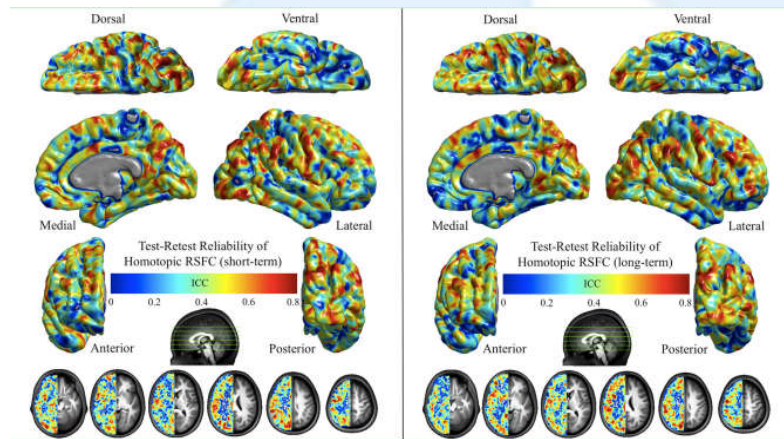 Dorsal
Ventral
Medial
Lateral
Test-Retest Reliability of
Homotopic RSFC (short-term)
ICC
0 0.2 0.4 0.6 0.8
Anterior
Posterior
Dorsal
Ventral
Medial
Lateral
Test-Retest Reliability of
Homotopic RSFC (long-term)
ICC
0 0.2 0.4 0.6 0.8
Anterior
Posterior